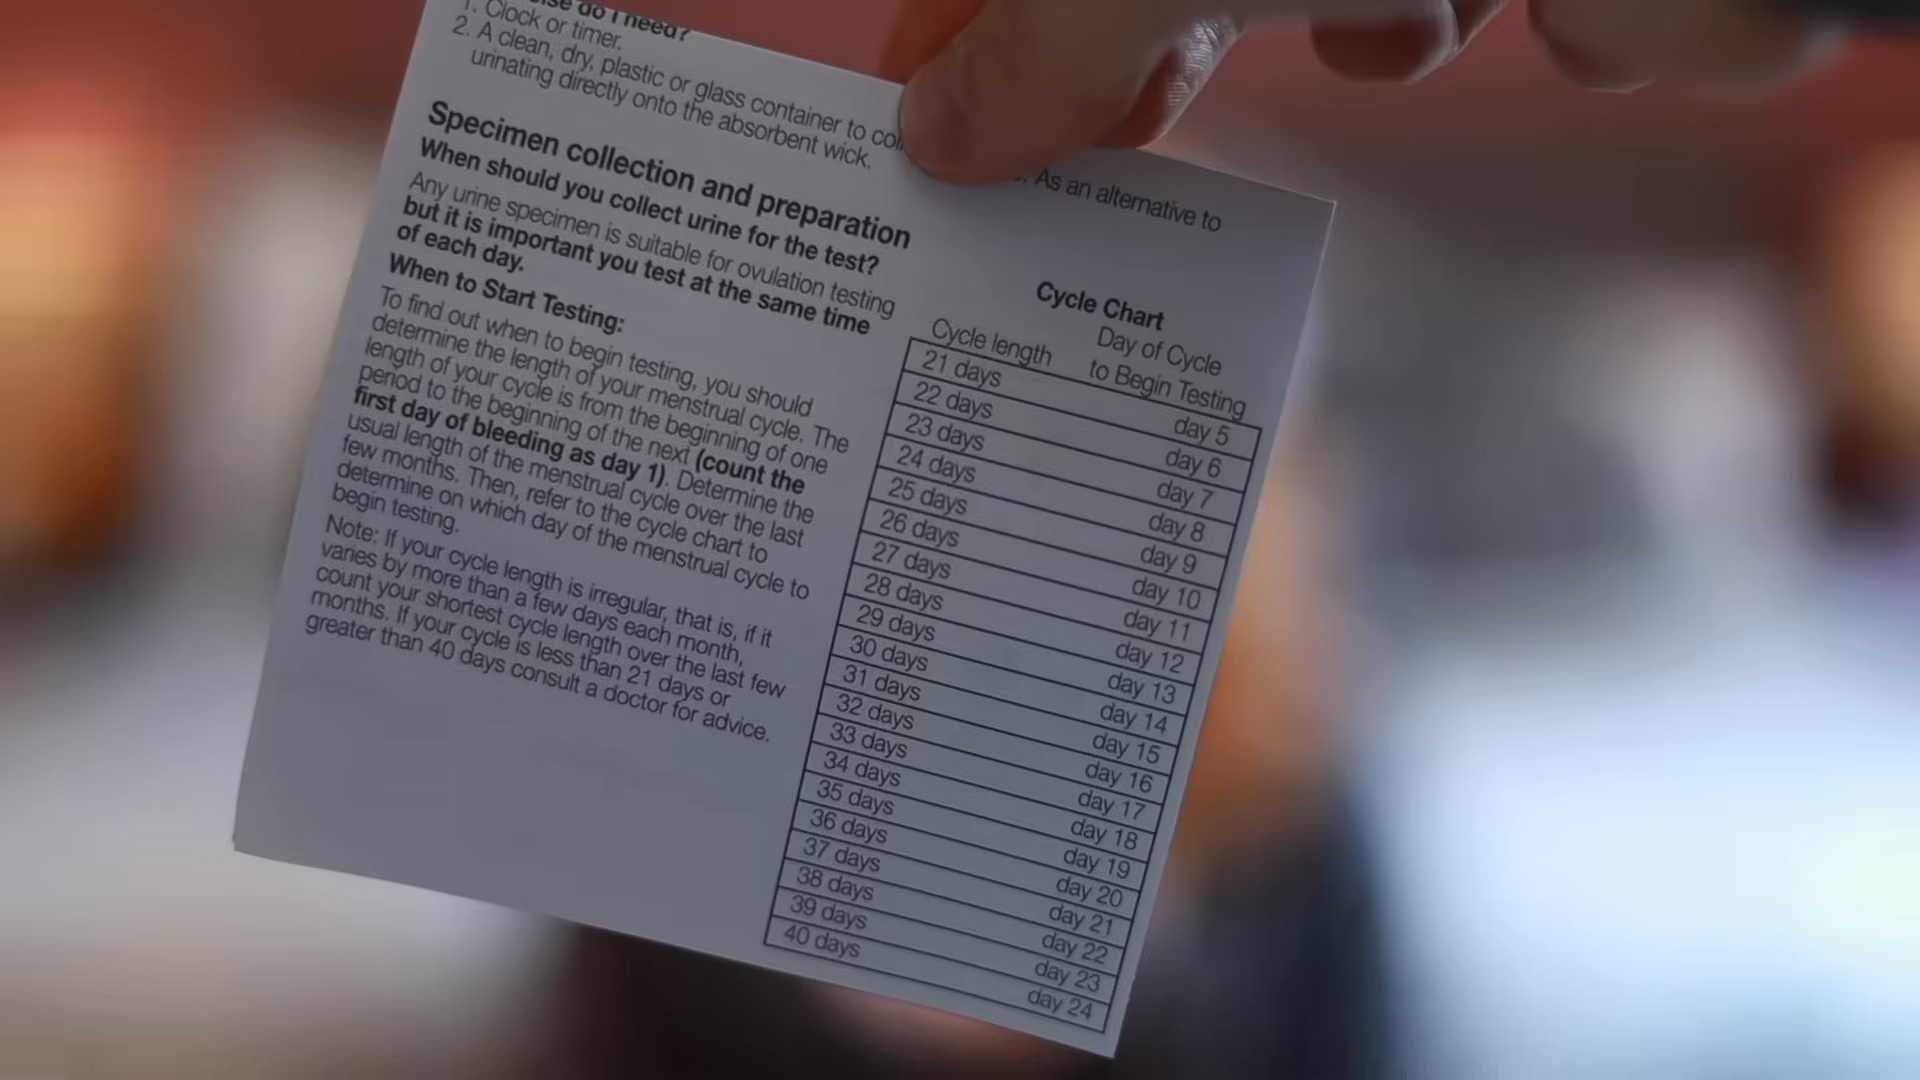 do I need?
1. Clock or timer.
2. A clean, dry, plastic or glass container to
As an alternative to
urinating directly onto the absorbent wick.
Specimen collection and preparation
When should you collect urine for the test?
Any urine specimen is suitable for ovulation testing
but it is important you test at the same time
of each day.
When to Start Testing:
To find out when to begin testing, you should
determine the length of your menstrual cycle. The
length of your cycle is from the beginning of one
period to the beginning of the next (count the
first day of bleeding as day 1). Determine the
usual length of the menstrual cycle over the last
few months. Then, refer to the cycle chart to
determine on which day of the menstrual cycle to
begin testing.
Note: If your cycle length is irregular, that is, if it
varies by more than a few days each month,
count your shortest cycle length over the last few
months. If your cycle is less than 21 days or
greater than 40 days consult a doctor for advice.
Cycle Chart
Cycle length Day of Cycle
to Begin Testing
21 days day 5
22 days day 6
23 days day 7
24 days day 8
25 days day 9
26 days day 10
27 days day 11
28 days day 12
29 days day 13
30 days day 14
31 days day 15
32 days day 16
33 days day 17
34 days day 18
35 days day 19
36 days day 20
37 days day 21
38 days day 22
39 days day 23
40 days day 24